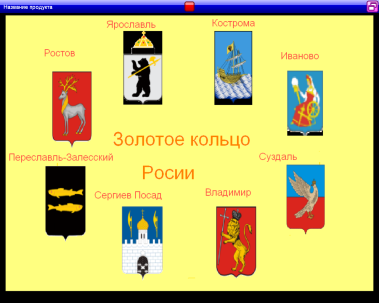 Название продукта
Ярославль
Кострома
Ростов
Иваново
Золотое кольцо
Переславль-Залесский
Суздаль
Росии
Сергиев Посад
Владимир